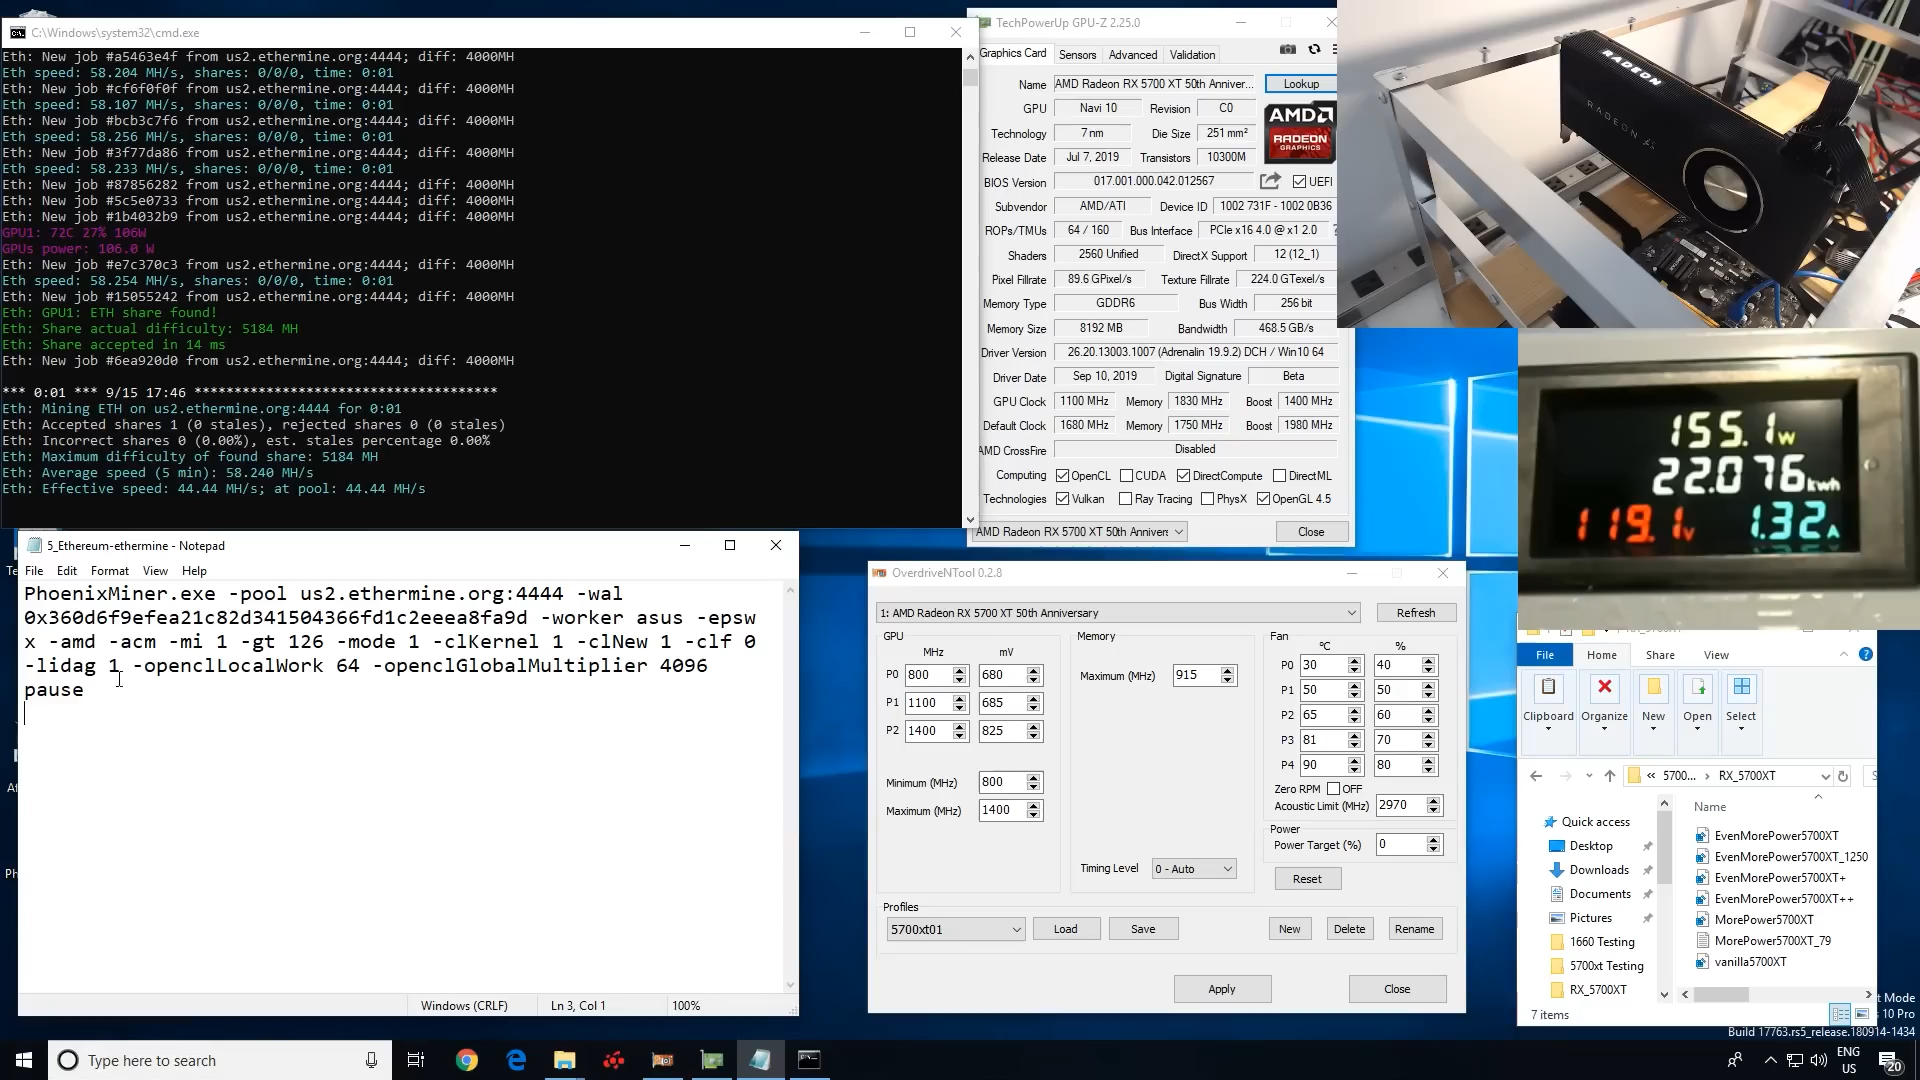 C:\Windows\system32\cmd.exe
Eth: New job #a5463e4f from us2.ethermine.org:4444; diff: 4000MH
Eth speed: 58.204 MH/s, shares: 0/0/0, time: 0:01
Eth: New job #cf6f0f0f from us2.ethermine.org:4444; diff: 4000MH
Eth speed: 58.107 MH/s, shares: 0/0/0, time: 0:01
Eth: New job #bcb3c7f6 from us2.ethermine.org:4444; diff: 4000MH
Eth speed: 58.256 MH/s, shares: 0/0/0, time: 0:01
Eth: New job #3f77da86 from us2.ethermine.org:4444; diff: 4000MH
Eth speed: 58.233 MH/s, shares: 0/0/0, time: 0:01
Eth: New job #87856282 from us2.ethermine.org:4444; diff: 4000MH
Eth: New job #5c5e0733 from us2.ethermine.org:4444; diff: 4000MH
Eth: New job #1b4032b9 from us2.ethermine.org:4444; diff: 4000MH
GPU1: 72C 27% 106W
GPUs power: 106.0 W
Eth: New job #e7c370c3 from us2.ethermine.org:4444; diff: 4000MH
Eth speed: 58.254 MH/s, shares: 0/0/0, time: 0:01
Eth: New job #15055242 from us2.ethermine.org:4444; diff: 4000MH
Eth: GPU1: ETH share found!
Eth: Share actual difficulty: 5184 MH
Eth: Share accepted in 14 ms
Eth: New job #6ea920d0 from us2.ethermine.org:4444; diff: 4000MH
*** 0:01 *** 9/15 17:46 **************************************
Eth: Mining ETH on us2.ethermine.org:4444 for 0:01
Eth: Accepted shares 1 (0 stales), rejected shares 0 (0 stales)
Eth: Incorrect shares 0 (0.00%), est. stales percentage 0.00%
Eth: Maximum difficulty of found share: 5184 MH
Eth: Average speed (5 min): 58.240 MH/s
Eth: Effective speed: 44.44 MH/s; at pool: 44.44 MH/s
TechPowerUp GPU-Z 2.25.0
Graphics Card Sensors Advanced Validation
Name AMD Radeon RX 5700 XT 50th Anniver... Lookup
GPU Navi 10 Revision C0
Technology 7 nm Die Size 251 mm²
Release Date Jul 7, 2019 Transistors 10300M
AMD
RADEON
GRAPHICS
BIOS Version 017.001.000.042.012567 UEFI
Subvendor AMD/ATI Device ID 1002 731F - 1002 0B36
ROPs/TMUs 64 / 160 Bus Interface PCIe x16 4.0 @ x1 2.0 ?
Shaders 2560 Unified DirectX Support 12 (12_1)
Pixel Fillrate 89.6 GPixel/s Texture Fillrate 224.0 GTexel/s
Memory Type GDDR6 Bus Width 256 bit
Memory Size 8192 MB Bandwidth 468.5 GB/s
Driver Version 26.20.13003.1007 (Adrenalin 19.9.2) DCH / Win10 64
Driver Date Sep 10, 2019 Digital Signature Beta
GPU Clock 1100 MHz Memory 1830 MHz Boost 1400 MHz
Default Clock 1680 MHz Memory 1750 MHz Boost 1980 MHz
AMD CrossFire Disabled
Computing OpenCL CUDA DirectCompute DirectML
Technologies Vulkan Ray Tracing PhysX OpenGL 4.5
AMD Radeon RX 5700 XT 50th Annivers Close
RADEON
155.1w
22.076kwh
119.1v 1.32A
5_Ethereum-ethermine - Notepad
File Edit Format View Help
PhoenixMiner.exe -pool us2.ethermine.org:4444 -wal
0x360d6f9efea21c82d341504366fd1c2eeea8fa9d -worker asus -epsw
x -amd -acm -mi 1 -gt 126 -mode 1 -clKernel 1 -clNew 1 -clf 0
-lidag 1 -openclLocalWork 64 -openclGlobalMultiplier 4096
pause
Windows (CRLF) Ln 3, Col 1 100%
OverdriveNTool 0.2.8
1: AMD Radeon RX 5700 XT 50th Anniversary Refresh
GPU
MHz mV
P0 800 680
P1 1100 685
P2 1400 825
Minimum (MHz) 800
Maximum (MHz) 1400
Memory
Maximum (MHz) 915
Timing Level 0 - Auto
Fan
°C %
P0 30 40
P1 50 50
P2 65 60
P3 81 70
P4 90 80
Zero RPM OFF
Acoustic Limit (MHz) 2970
Power
Power Target (%) 0
Reset
Profiles
5700xt01 Load Save New Delete Rename
Apply Close
File Home Share View
Clipboard Organize New Open Select
« 5700... › RX_5700XT
Quick access
Desktop
Downloads
Documents
Pictures
1660 Testing
5700xt Testing
RX_5700XT
Name
EvenMorePower5700XT
EvenMorePower5700XT_1250
EvenMorePower5700XT+
EvenMorePower5700XT++
MorePower5700XT
MorePower5700XT_79
vanilla5700XT
7 items
t Mode
10 Pro
Build 17763.rs5_release.180914-1434
Type here to search
ENG
US
20